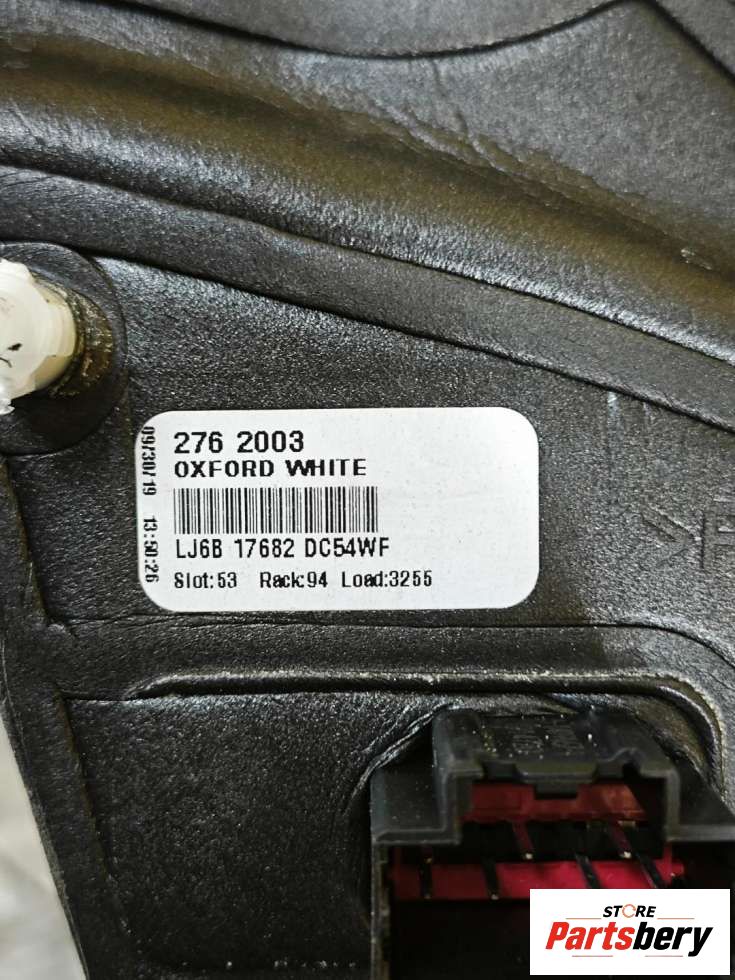 276 2003
OXFORD WHITE
LJ6B 17682 DC54WF
Slot:53 Rack:94 Load:3255
09/30/19 13:50:26
STORE
Partsbery